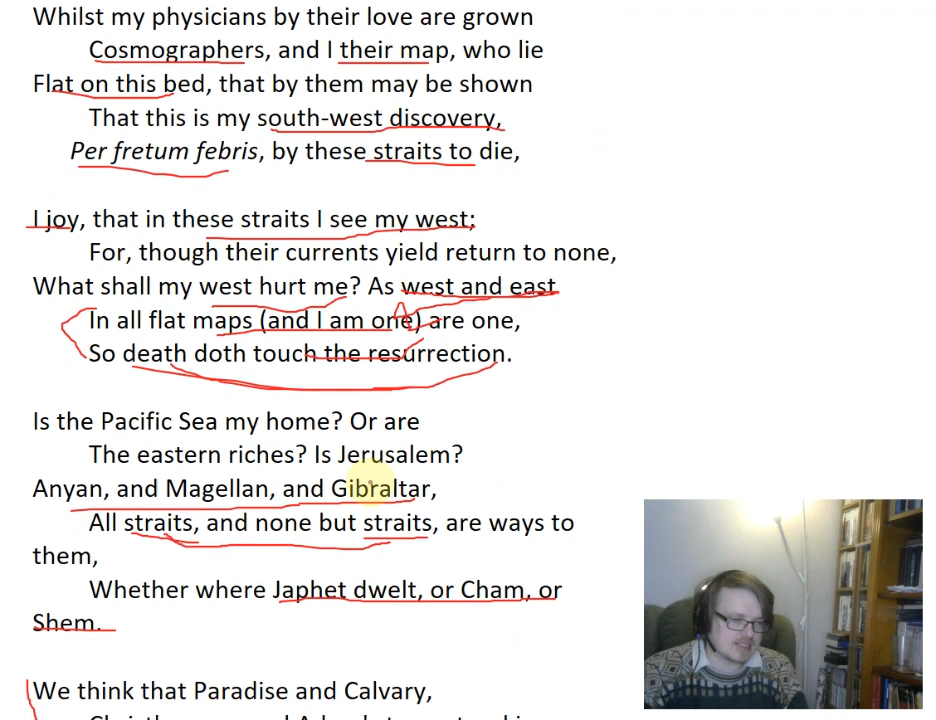 Whilst my physicians by their love are grown
Cosmographers, and I their map, who lie
Flat on this bed, that by them may be shown
That this is my south-west discovery,
Per fretum febris, by these straits to die,
I joy, that in these straits I see my west;
For, though their currents yield return to none,
What shall my west hurt me? As west and east
In all flat maps (and I am one) are one,
So death doth touch the resurrection.
Is the Pacific Sea my home? Or are
The eastern riches? Is Jerusalem?
Anyan, and Magellan, and Gibraltar,
All straits, and none but straits, are ways to
them,
Whether where Japhet dwelt, or Cham, or
Shem.
We think that Paradise and Calvary,